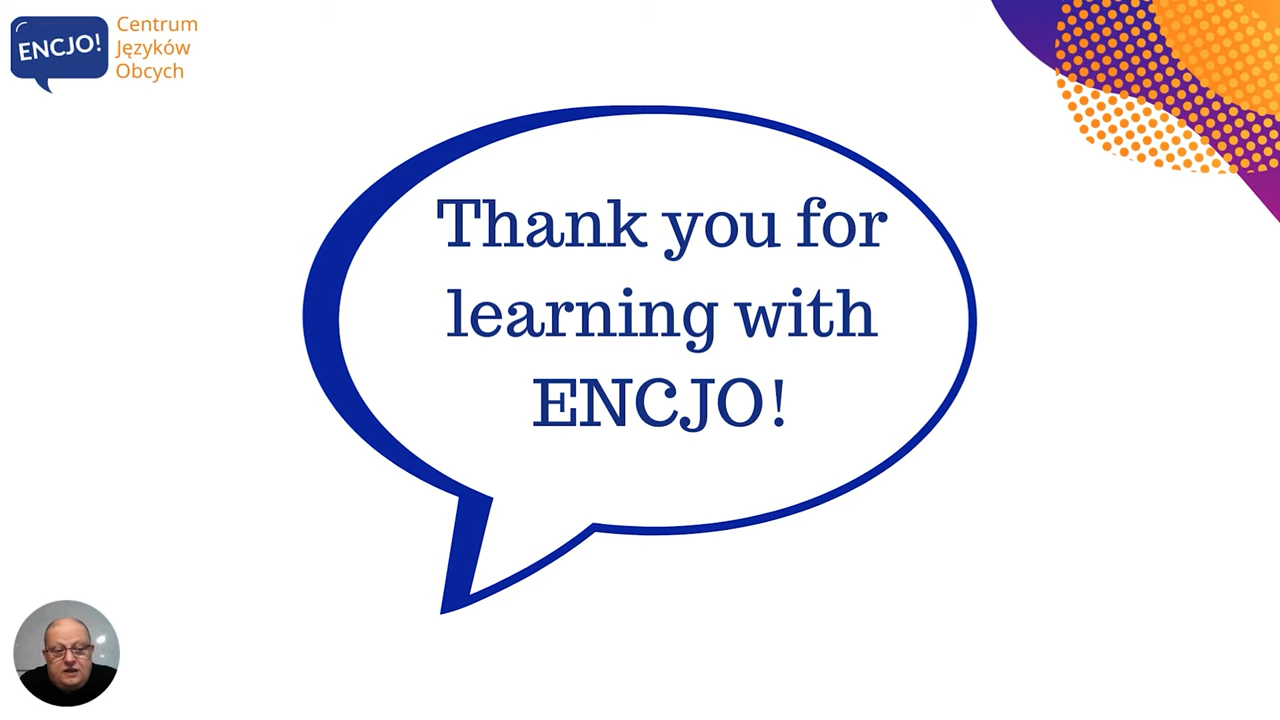 ENCJO!
Centrum
Języków
Obcych
Thank you for
learning with
ENCJO!